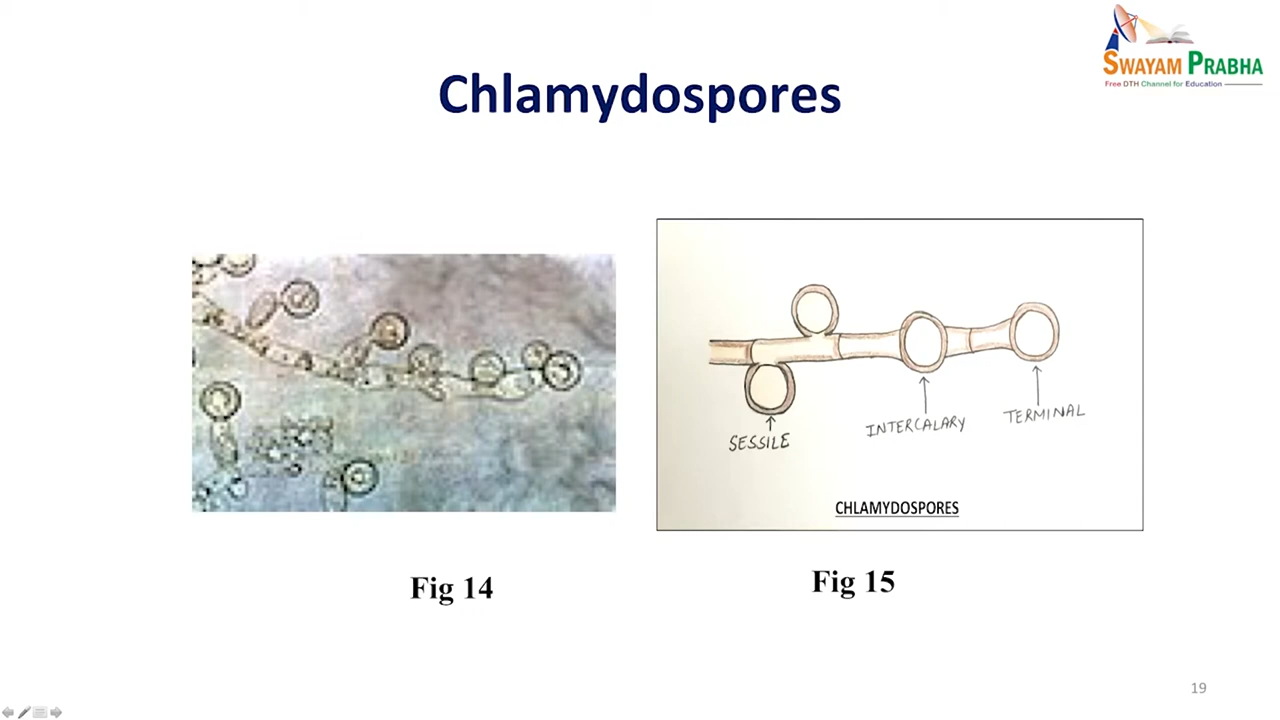 SWAYAM PRABHA
Free DTH Channel for Education
Chlamydospores
SESSILE
INTERCALARY
TERMINAL
CHLAMYDOSPORES
Fig 14
Fig 15
19